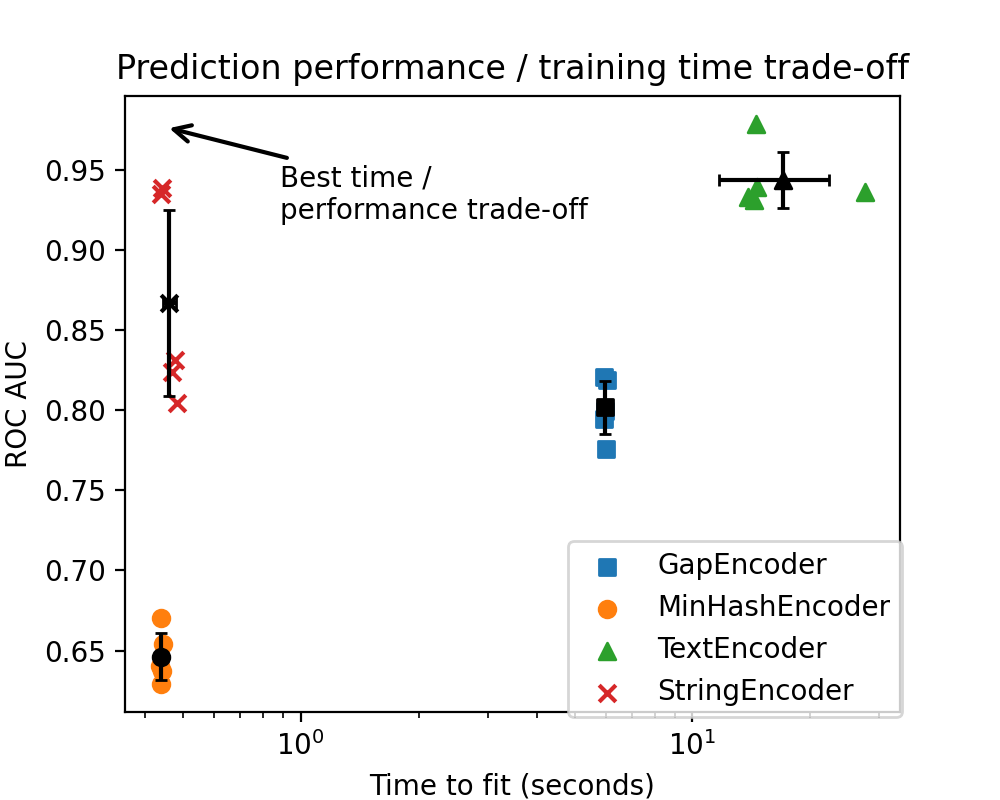 Prediction performance / training time trade-off
Best time /
performance trade-off
ROC AUC
0.95
0.90
0.85
0.80
0.75
0.70
0.65
GapEncoder
MinHashEncoder
TextEncoder
StringEncoder
10⁰
10¹
Time to fit (seconds)